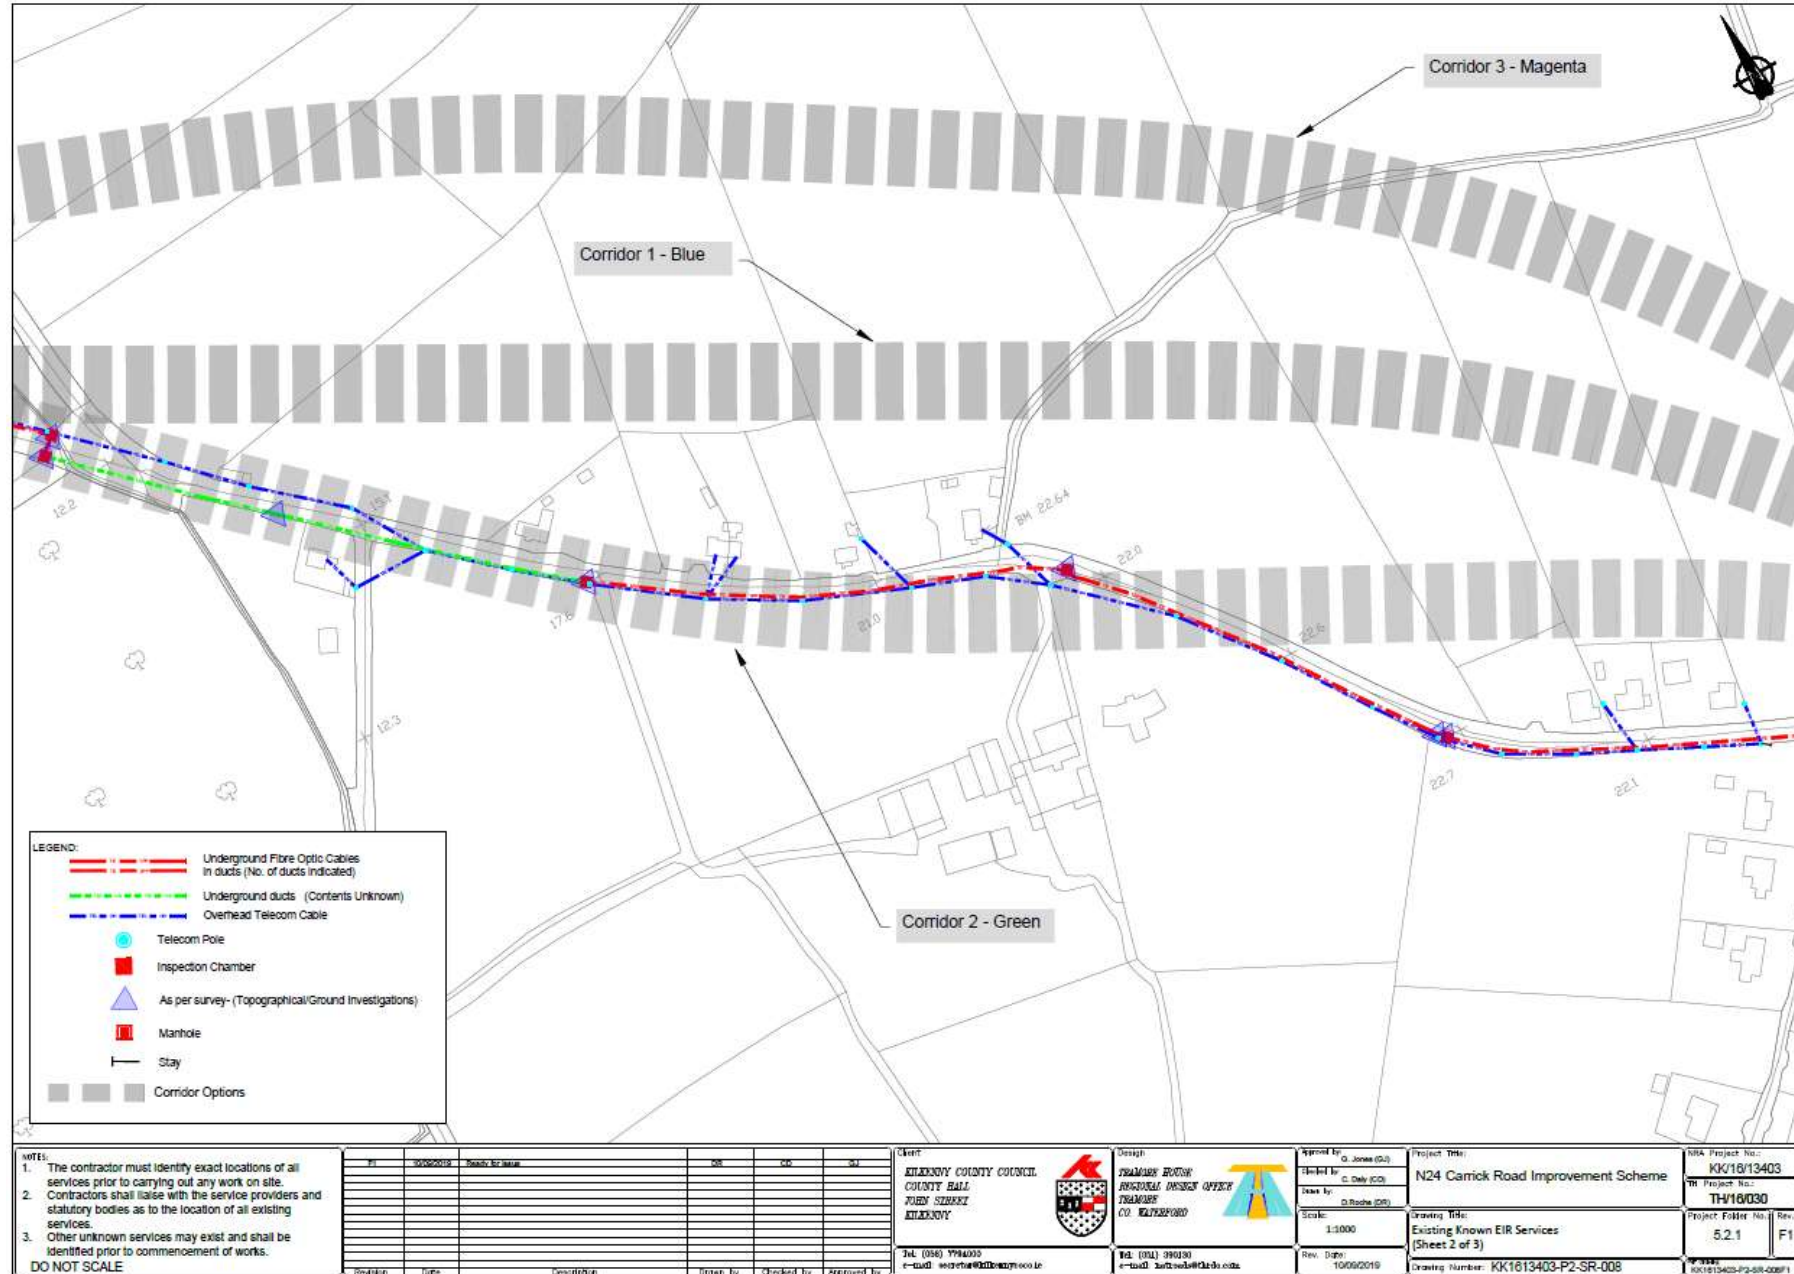 Corridor 3 - Magenta
Corridor 1 - Blue
BM 22.64
12.2
22.0
17.6
21.0
22.6
12.3
22.7
22.1
Corridor 2 - Green
LEGEND:
Underground Fibre Optic Cables
In ducts (No. of ducts indicated)
Underground ducts (Contents Unknown)
Overhead Telecom Cable
Telecom Pole
Inspection Chamber
As per survey- (Topographical/Ground Investigations)
Manhole
Stay
Corridor Options
NOTES:
1. The contractor must identify exact locations of all
services prior to carrying out any work on site.
2. Contractors shall liaise with the service providers and
statutory bodies as to the location of all existing
services.
3. Other unknown services may exist and shall be
identified prior to commencement of works.
DO NOT SCALE
F1 10/09/2019 Ready for Issue DR CD GJ
Revision Date Description Drawn by Checked by Approved by
Client
KILKENNY COUNTY COUNCIL
COUNTY HALL
JOHN STREET
KILKENNY
Design
TRAMORE HOUSE
REGIONAL DESIGN OFFICE
TRAMORE
CO. WATERFORD
Approved by: G. Jones (GJ)
Checked by: C. Daly (CD)
Drawn by: D.Roche (DR)
Scale:
1:1000
Rev. Date:
10/09/2019
Project Title:
N24 Carrick Road Improvement Scheme
Drawing Title:
Existing Known EIR Services
(Sheet 2 of 3)
Drawing Number: KK1613403-P2-SR-008
NRA Project No.:
KK/16/13403
TH Project No.:
TH/16/030
Project Folder No.:
5.2.1
Rev.
F1
KK1613403-P2-SR-008F1